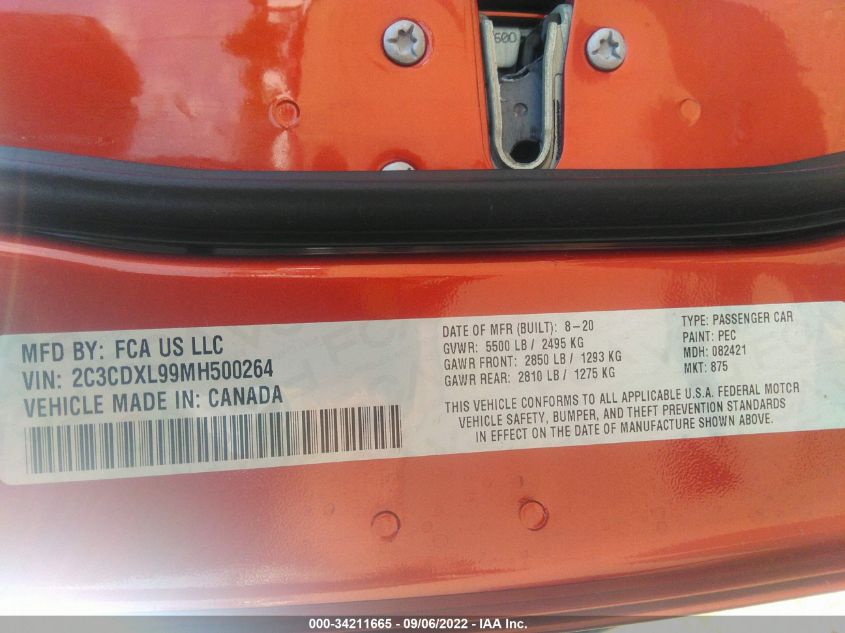 600
MFD BY: FCA US LLC
VIN: 2C3CDXL99MH500264
VEHICLE MADE IN: CANADA
DATE OF MFR (BUILT): 8-20
GVWR: 5500 LB / 2495 KG
GAWR FRONT: 2850 LB / 1293 KG
GAWR REAR: 2810 LB / 1275 KG
TYPE: PASSENGER CAR
PAINT: PEC
MDH: 082421
MKT: 875
THIS VEHICLE CONFORMS TO ALL APPLICABLE U.S.A. FEDERAL MOTOR
VEHICLE SAFETY, BUMPER, AND THEFT PREVENTION STANDARDS
IN EFFECT ON THE DATE OF MANUFACTURE SHOWN ABOVE.
000-34211665 - 09/06/2022 - IAA Inc.